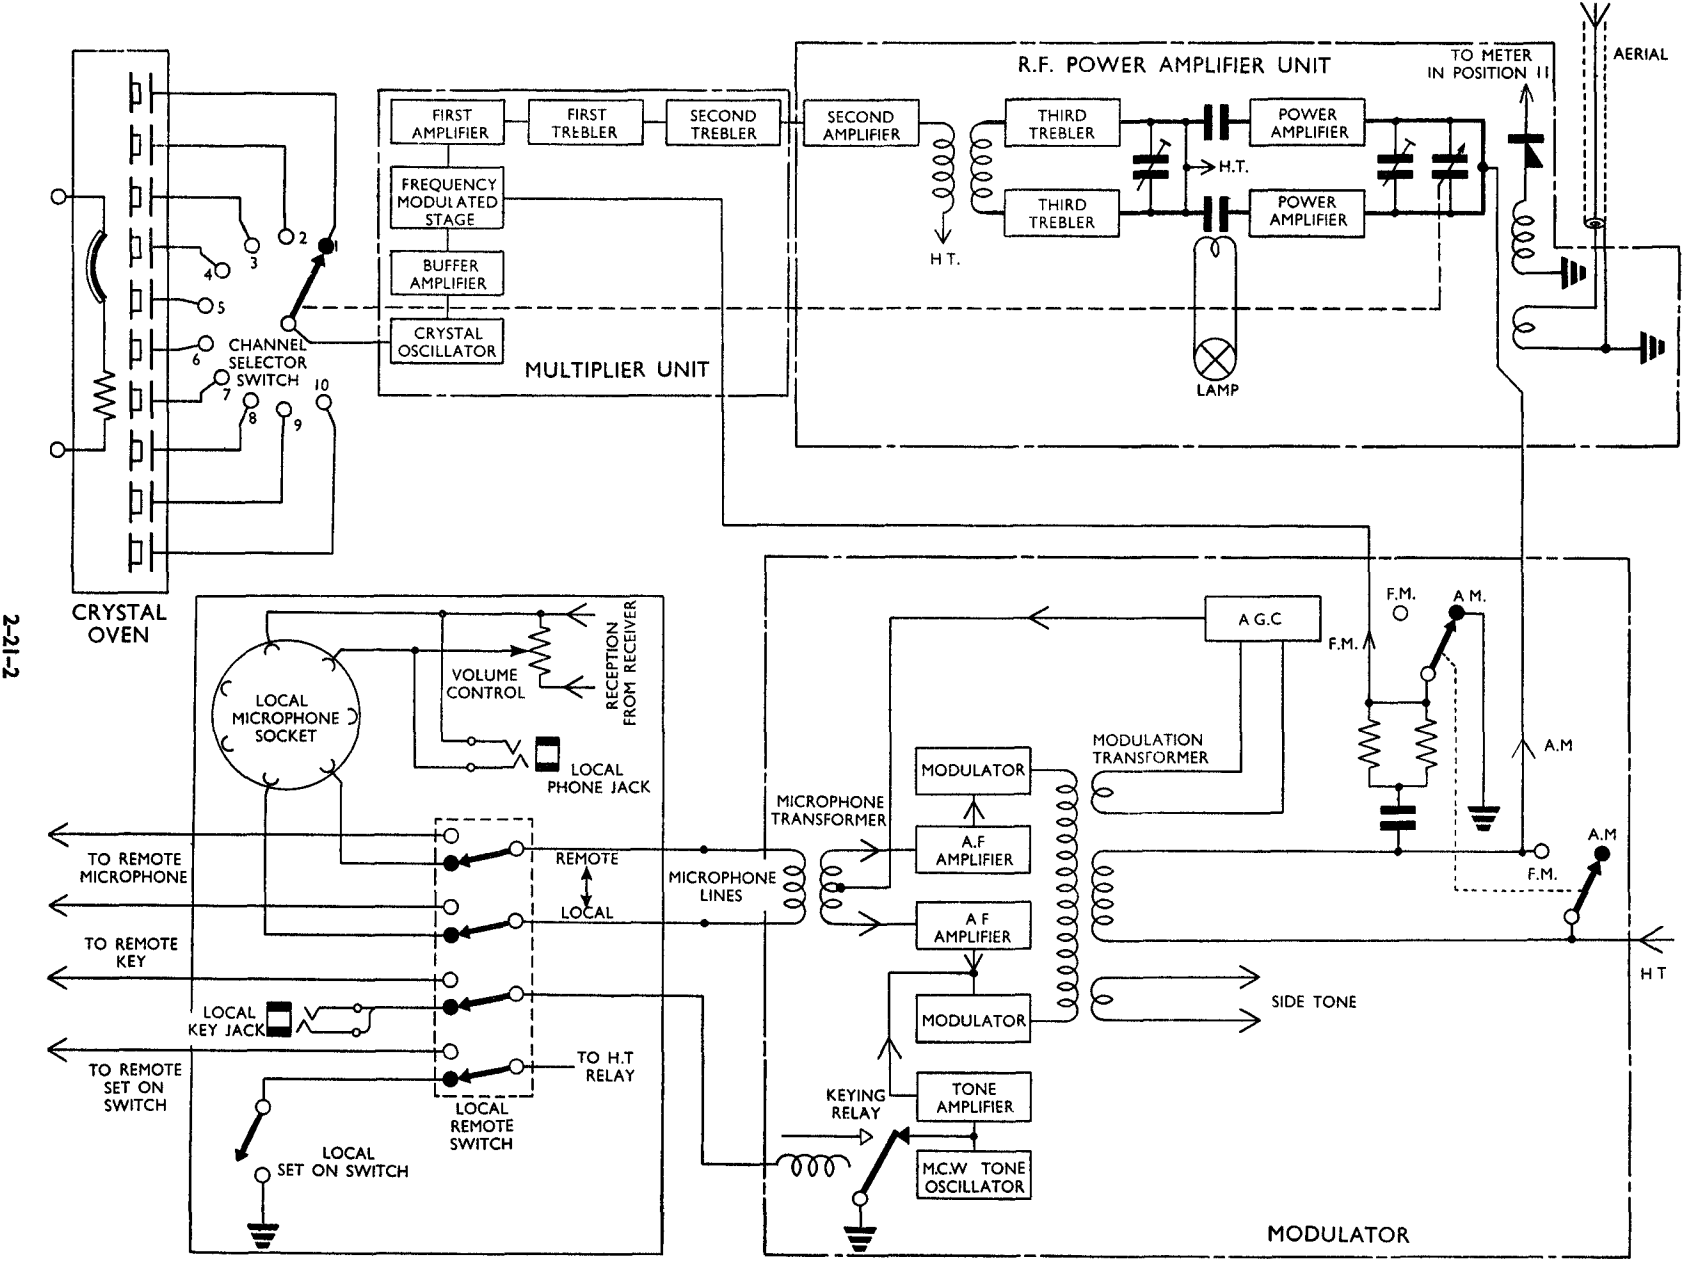 R.F. POWER AMPLIFIER UNIT
TO METER
IN POSITION 11
AERIAL
FIRST
AMPLIFIER
FIRST
TREBLER
SECOND
TREBLER
SECOND
AMPLIFIER
THIRD
TREBLER
POWER
AMPLIFIER
H.T.
H T.
FREQUENCY
MODULATED
STAGE
THIRD
TREBLER
POWER
AMPLIFIER
BUFFER
AMPLIFIER
CRYSTAL
OSCILLATOR
MULTIPLIER UNIT
LAMP
1
2
3
4
5
6
7
8
9
10
CHANNEL
SELECTOR
SWITCH
CRYSTAL
OVEN
2-21-2
RECEPTION
FROM RECEIVER
VOLUME
CONTROL
LOCAL
MICROPHONE
SOCKET
LOCAL
PHONE JACK
TO REMOTE
MICROPHONE
TO REMOTE
KEY
LOCAL
KEY JACK
TO REMOTE
SET ON
SWITCH
REMOTE
LOCAL
TO H.T
RELAY
LOCAL
REMOTE
SWITCH
LOCAL
SET ON SWITCH
MICROPHONE
LINES
MICROPHONE
TRANSFORMER
A G.C
F.M.
F.M.
A M.
MODULATION
TRANSFORMER
MODULATOR
A.F
AMPLIFIER
A F
AMPLIFIER
MODULATOR
A.M
A.M
F.M.
H T
SIDE TONE
KEYING
RELAY
TONE
AMPLIFIER
M.C.W TONE
OSCILLATOR
MODULATOR